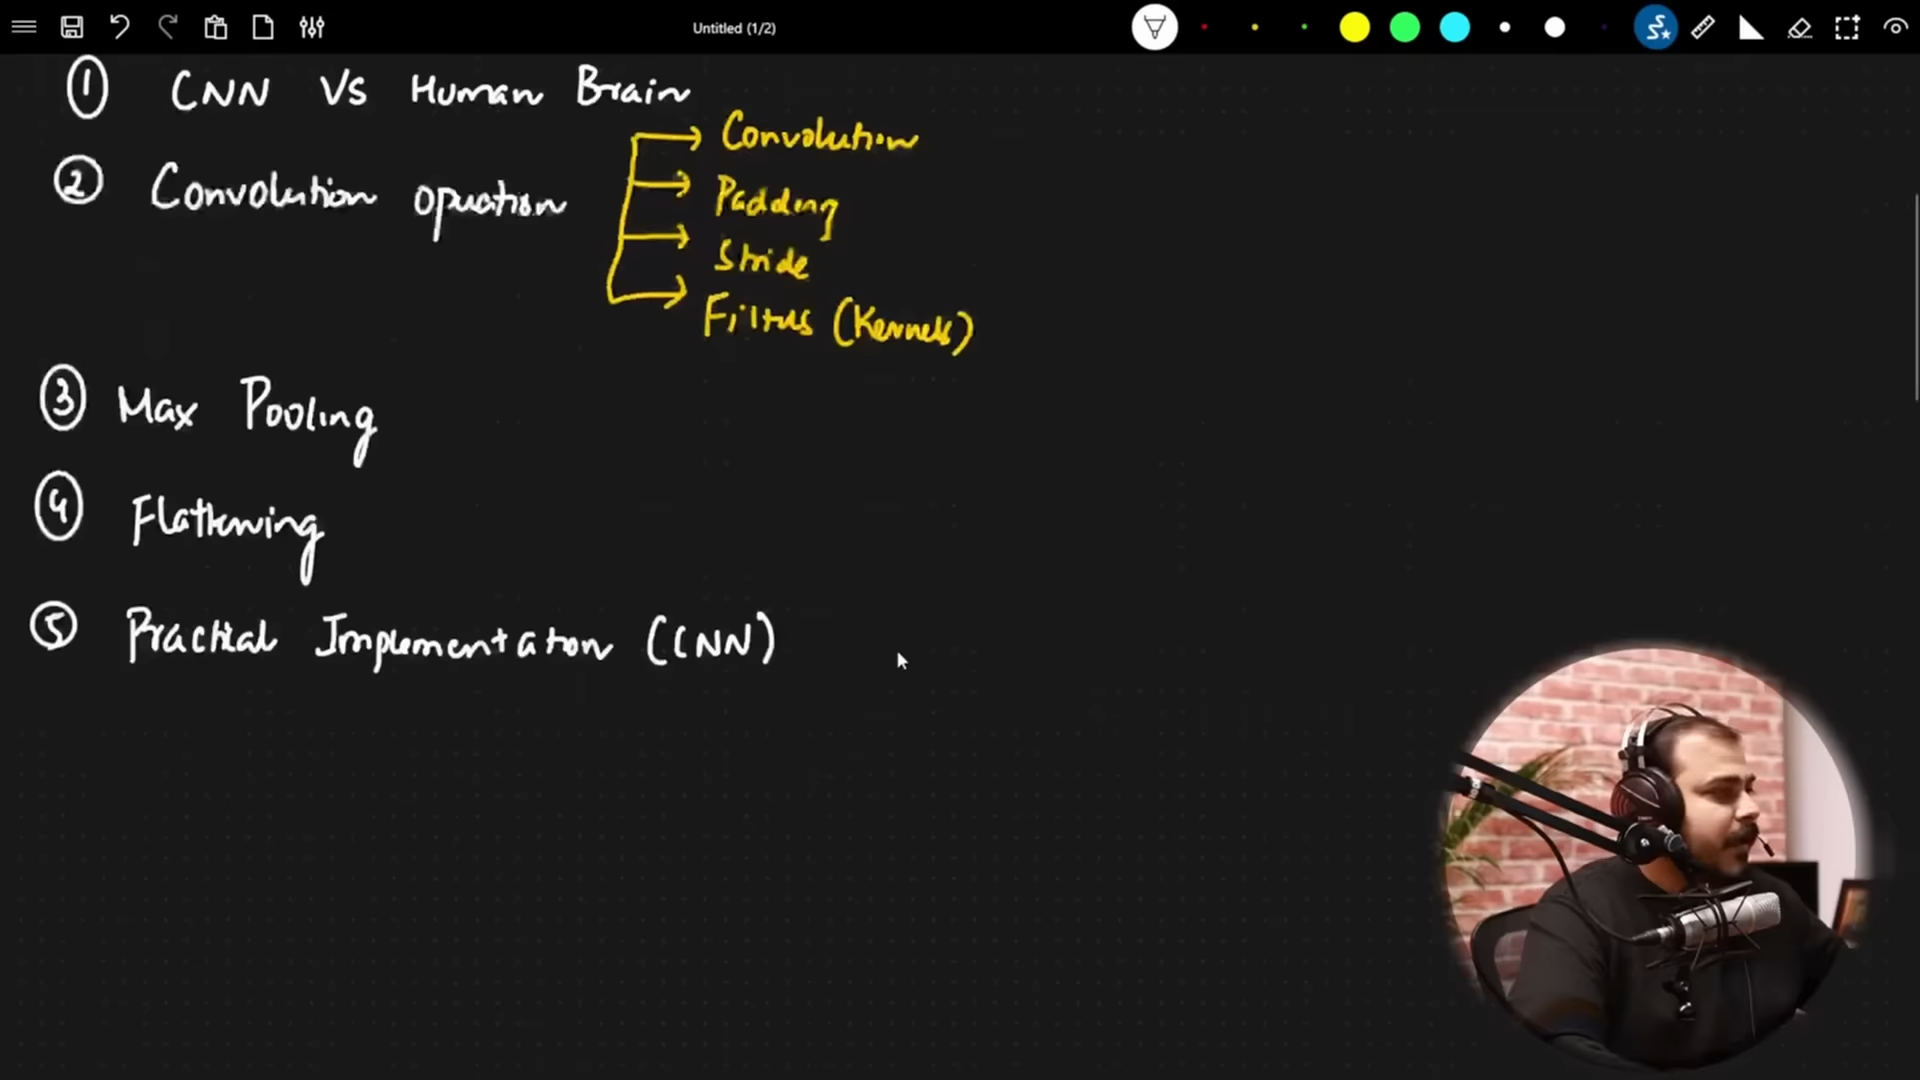 Untitled (1/2)
① CNN Vs Human Brain
② Convolution operation
Convolution
Padding
Stride
Filters (Kernels)
③ Max Pooling
④ Flattening
⑤ Practial Implementation (CNN)